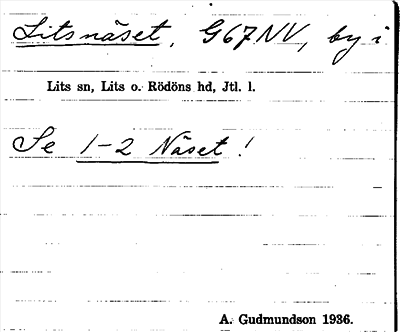 Litsnäset, G67NV, by i
Lits sn, Lits o. Rödöns hd, Jtl. l.
Se 1-2 Näset!
A. Gudmundson 1936.